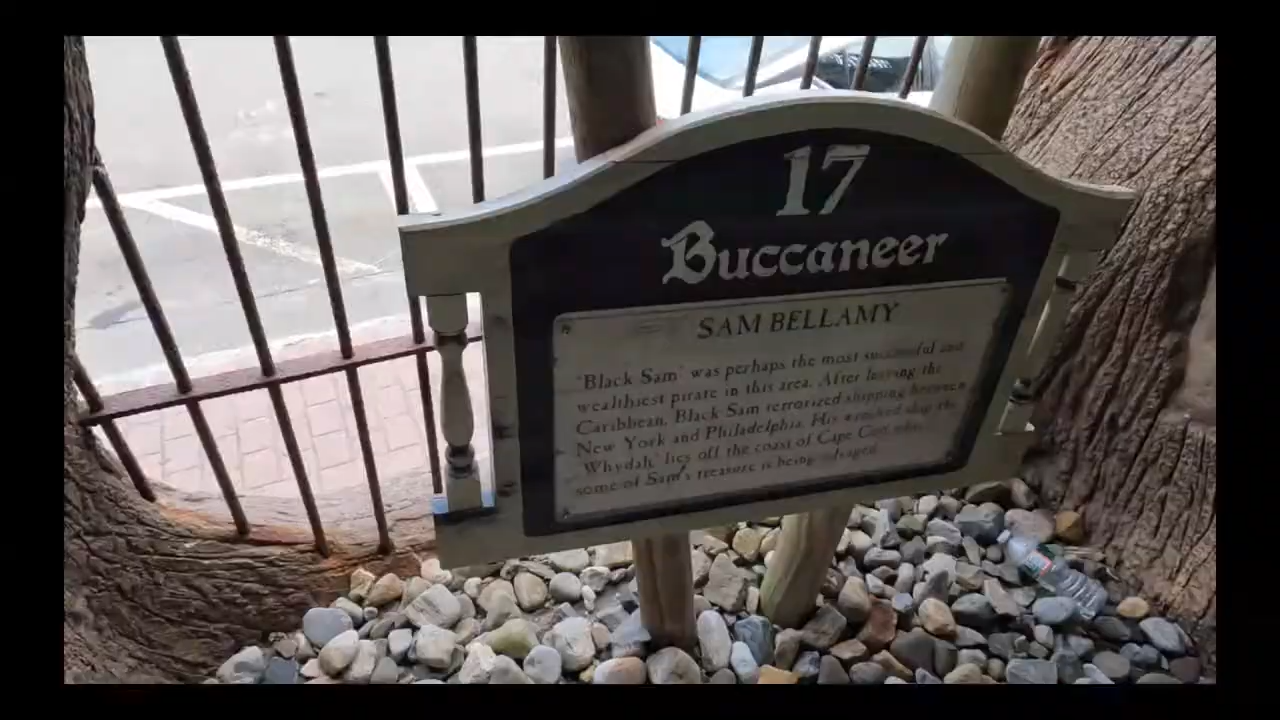 17
Buccaneer
SAM BELLAMY
"Black Sam" was perhaps the most successful and
wealthiest pirate in this area. After leaving the
Caribbean, Black Sam terrorized shipping between
New York and Philadelphia. His wrecked ship the
"Whydah" lies off the coast of Cape Cod where
some of Sam's treasure is being salvaged.